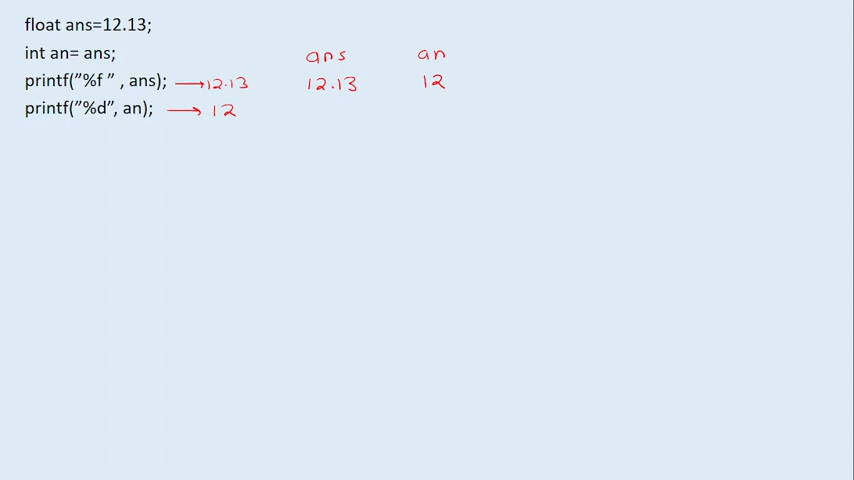 float ans=12.13;
int an= ans; ans an
printf(”%f ” , ans); → 12.13 12.13 12
printf(”%d”, an); → 12